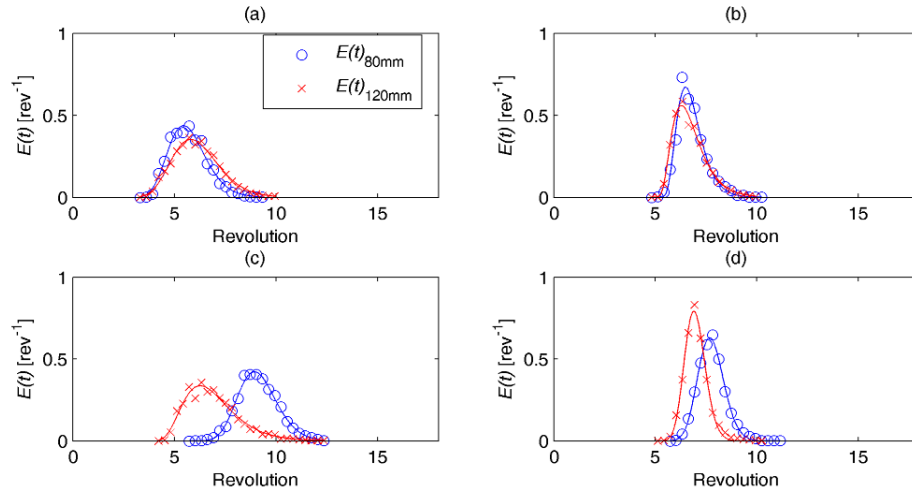 (a)
1
0.5
0
E(t) [rev-1]
E(t)80mm
E(t)120mm
0 5 10 15
Revolution
(b)
1
0.5
0
E(t) [rev-1]
0 5 10 15
Revolution
(c)
1
0.5
0
E(t) [rev-1]
0 5 10 15
Revolution
(d)
1
0.5
0
E(t) [rev-1]
0 5 10 15
Revolution